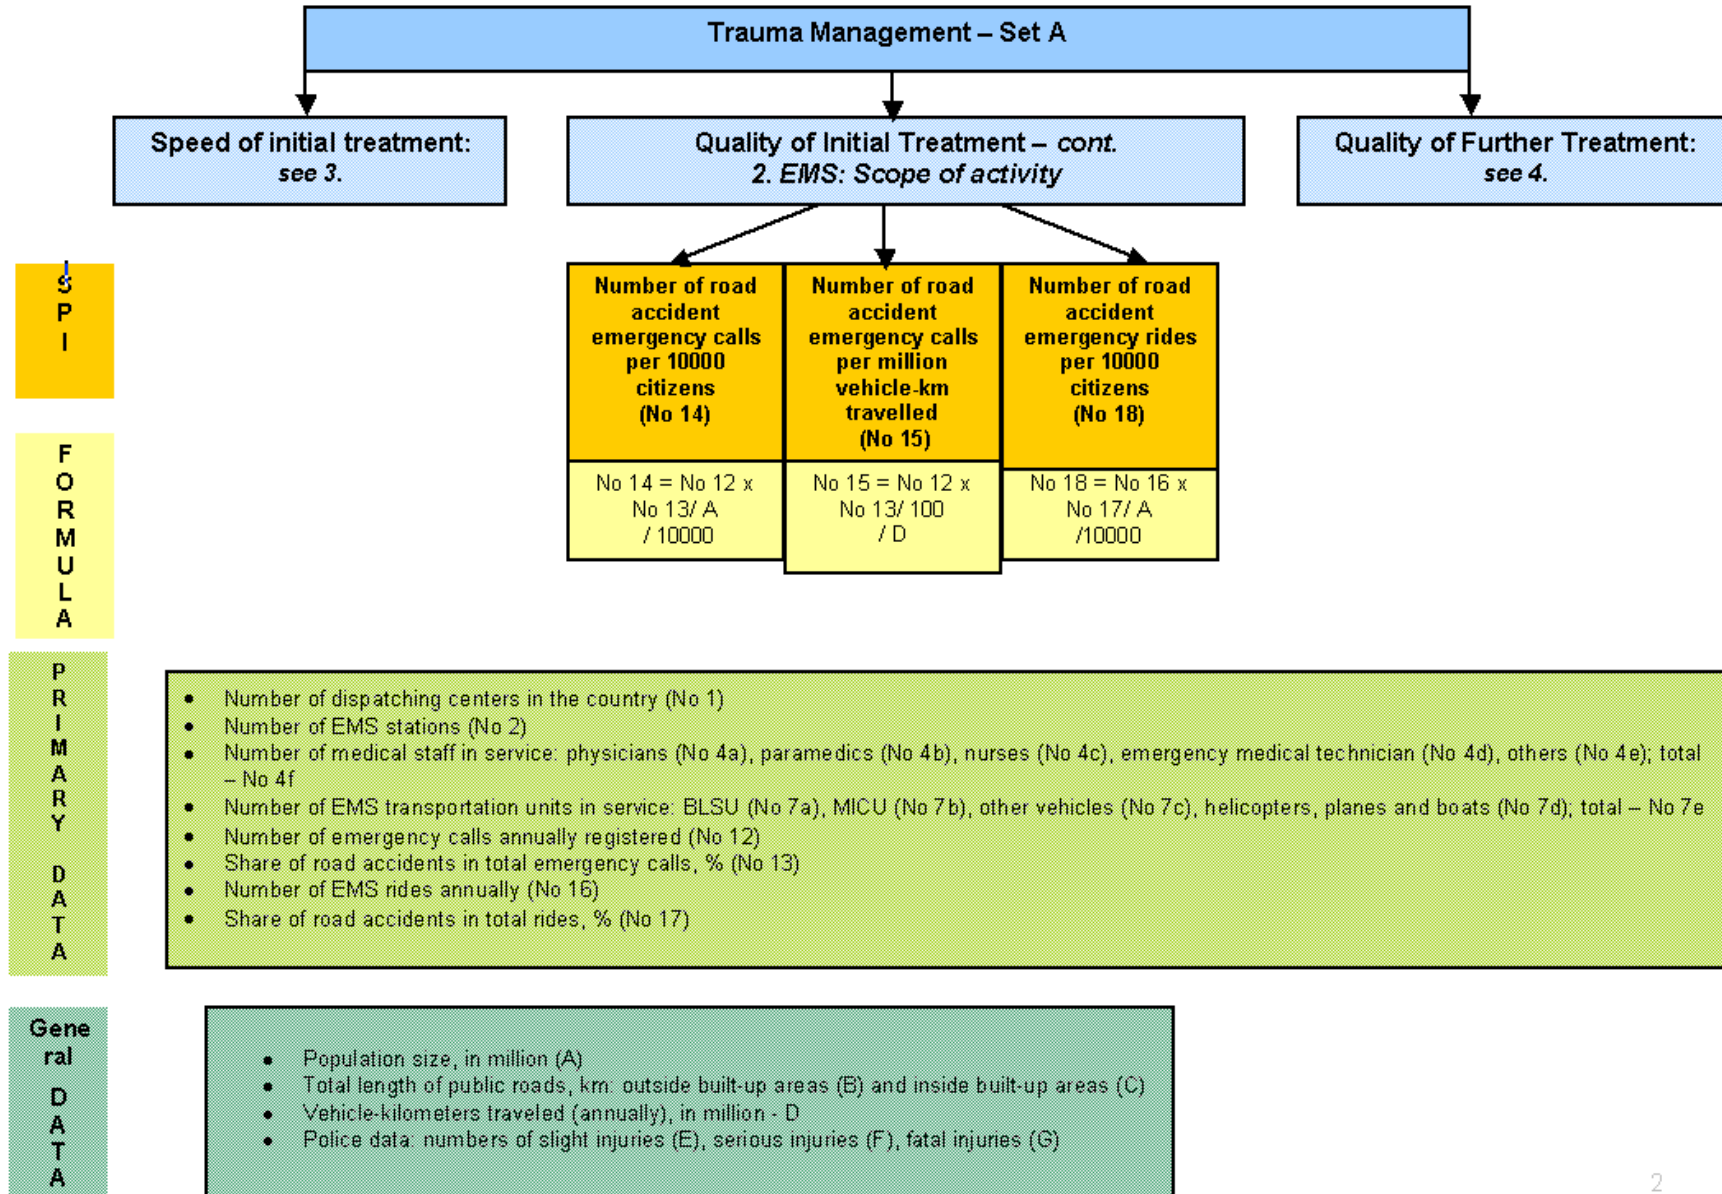 Trauma Management – Set A
Speed of initial treatment:
see 3.
Quality of Initial Treatment – cont.
2. EMS: Scope of activity
Quality of Further Treatment:
see 4.
S
P
I
Number of road
accident
emergency calls
per 10000
citizens
(No 14)
Number of road
accident
emergency calls
per million
vehicle-km
travelled
(No 15)
Number of road
accident
emergency rides
per 10000
citizens
(No 18)
F
O
R
M
U
L
A
No 14 = No 12 x
No 13/ A
/ 10000
No 15 = No 12 x
No 13/ 100
/ D
No 18 = No 16 x
No 17/ A
/10000
P
R
I
M
A
R
Y
D
A
T
A
• Number of dispatching centers in the country (No 1)
• Number of EMS stations (No 2)
• Number of medical staff in service: physicians (No 4a), paramedics (No 4b), nurses (No 4c), emergency medical technician (No 4d), others (No 4e); total
– No 4f
• Number of EMS transportation units in service: BLSU (No 7a), MICU (No 7b), other vehicles (No 7c), helicopters, planes and boats (No 7d); total – No 7e
• Number of emergency calls annually registered (No 12)
• Share of road accidents in total emergency calls, % (No 13)
• Number of EMS rides annually (No 16)
• Share of road accidents in total rides, % (No 17)
Gene
ral
D
A
T
A
• Population size, in million (A)
• Total length of public roads, km: outside built-up areas (B) and inside built-up areas (C)
• Vehicle-kilometers traveled (annually), in million - D
• Police data: numbers of slight injuries (E), serious injuries (F), fatal injuries (G)
2